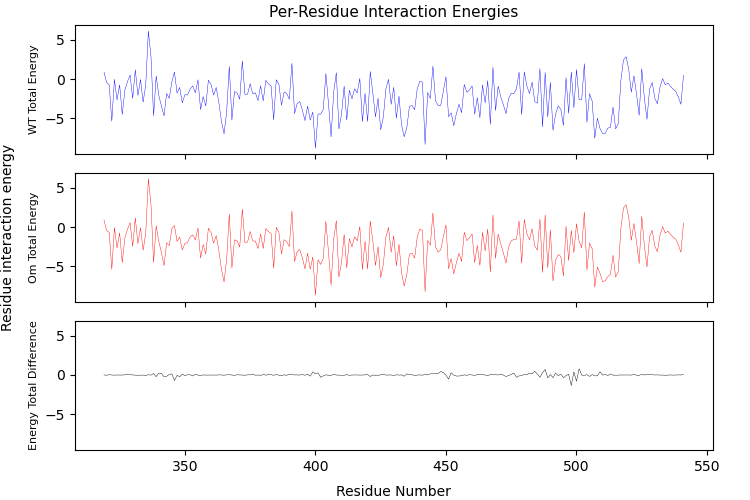 Per-Residue Interaction Energies
Residue interaction energy
WT Total Energy
5
0
−5
Om Total Energy
5
0
−5
Energy Total Difference
5
0
−5
350
400
450
500
550
Residue Number